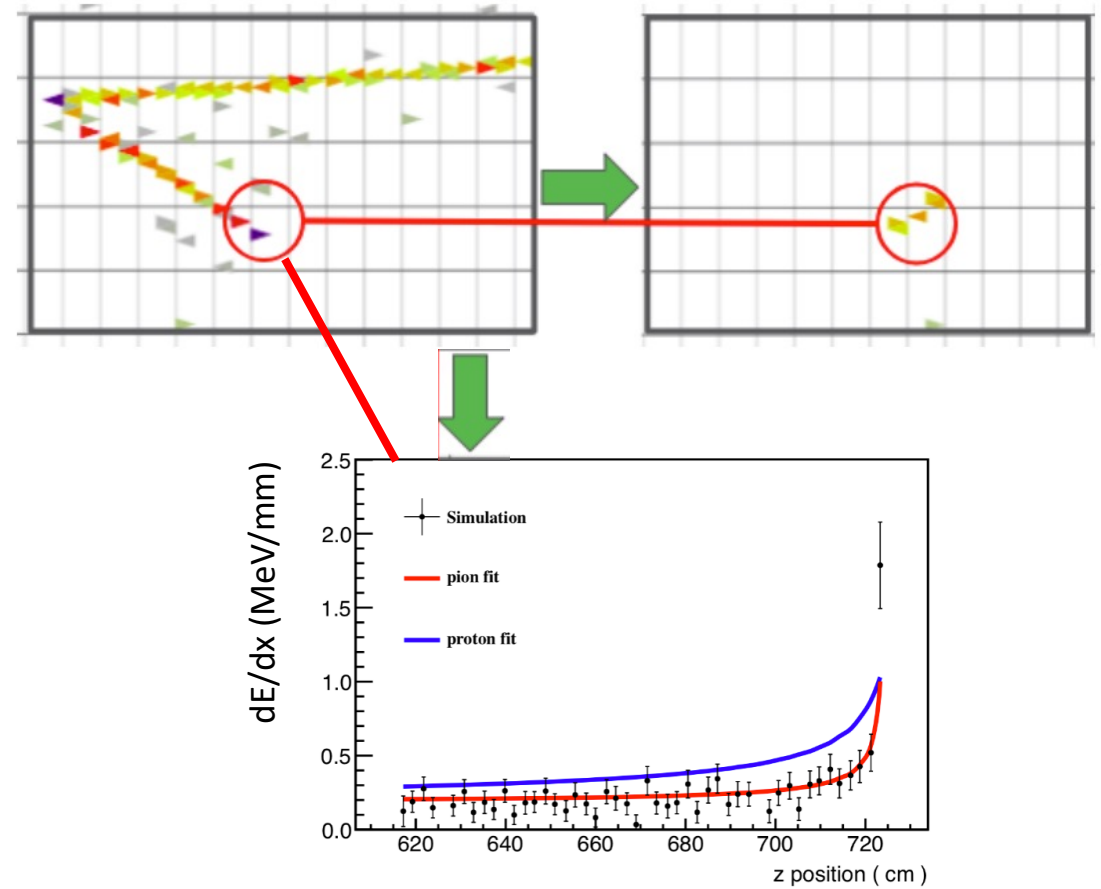 dE/dx (MeV/mm)
2.5
2.0
1.5
1.0
0.5
0.0
Simulation
pion fit
proton fit
620 640 660 680 700 720
z position ( cm )